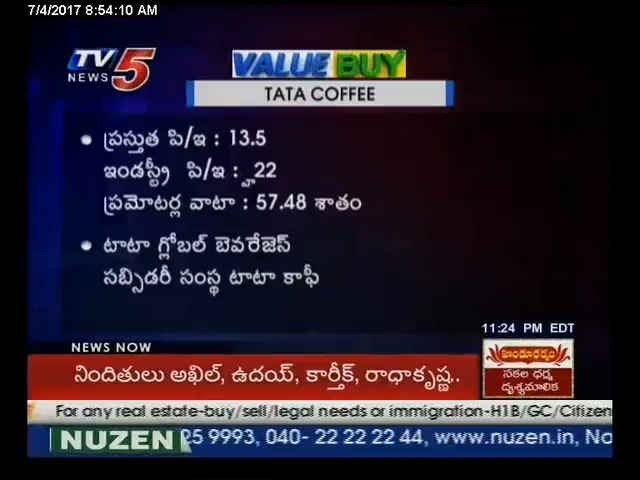 7/4/2017 8:54:10 AM
TV5
NEWS
VALUE BUY
TATA COFFEE
ప్రస్తుత పి/ఇ : 13.5
ఇండస్ట్రీ పి/ఇ : 22
ప్రమోటర్ల వాటా : 57.48 శాతం
టాటా గ్లోబల్ బెవరేజెస్
సబ్సిడరీ సంస్థ టాటా కాఫీ
11:24 PM EDT
NEWS NOW
హిందూధర్మం
సకల ధర్మ
దృశ్యమాలిక
నిందితులు అఖిల్, ఉదయ్, కార్తీక్, రాధాకృష్ణ..
For any real estate-buy/sell/legal needs or immigration-H1B/GC/Citizen
NUZEN 25 9993, 040- 22 22 22 44, www.nuzen.in, No